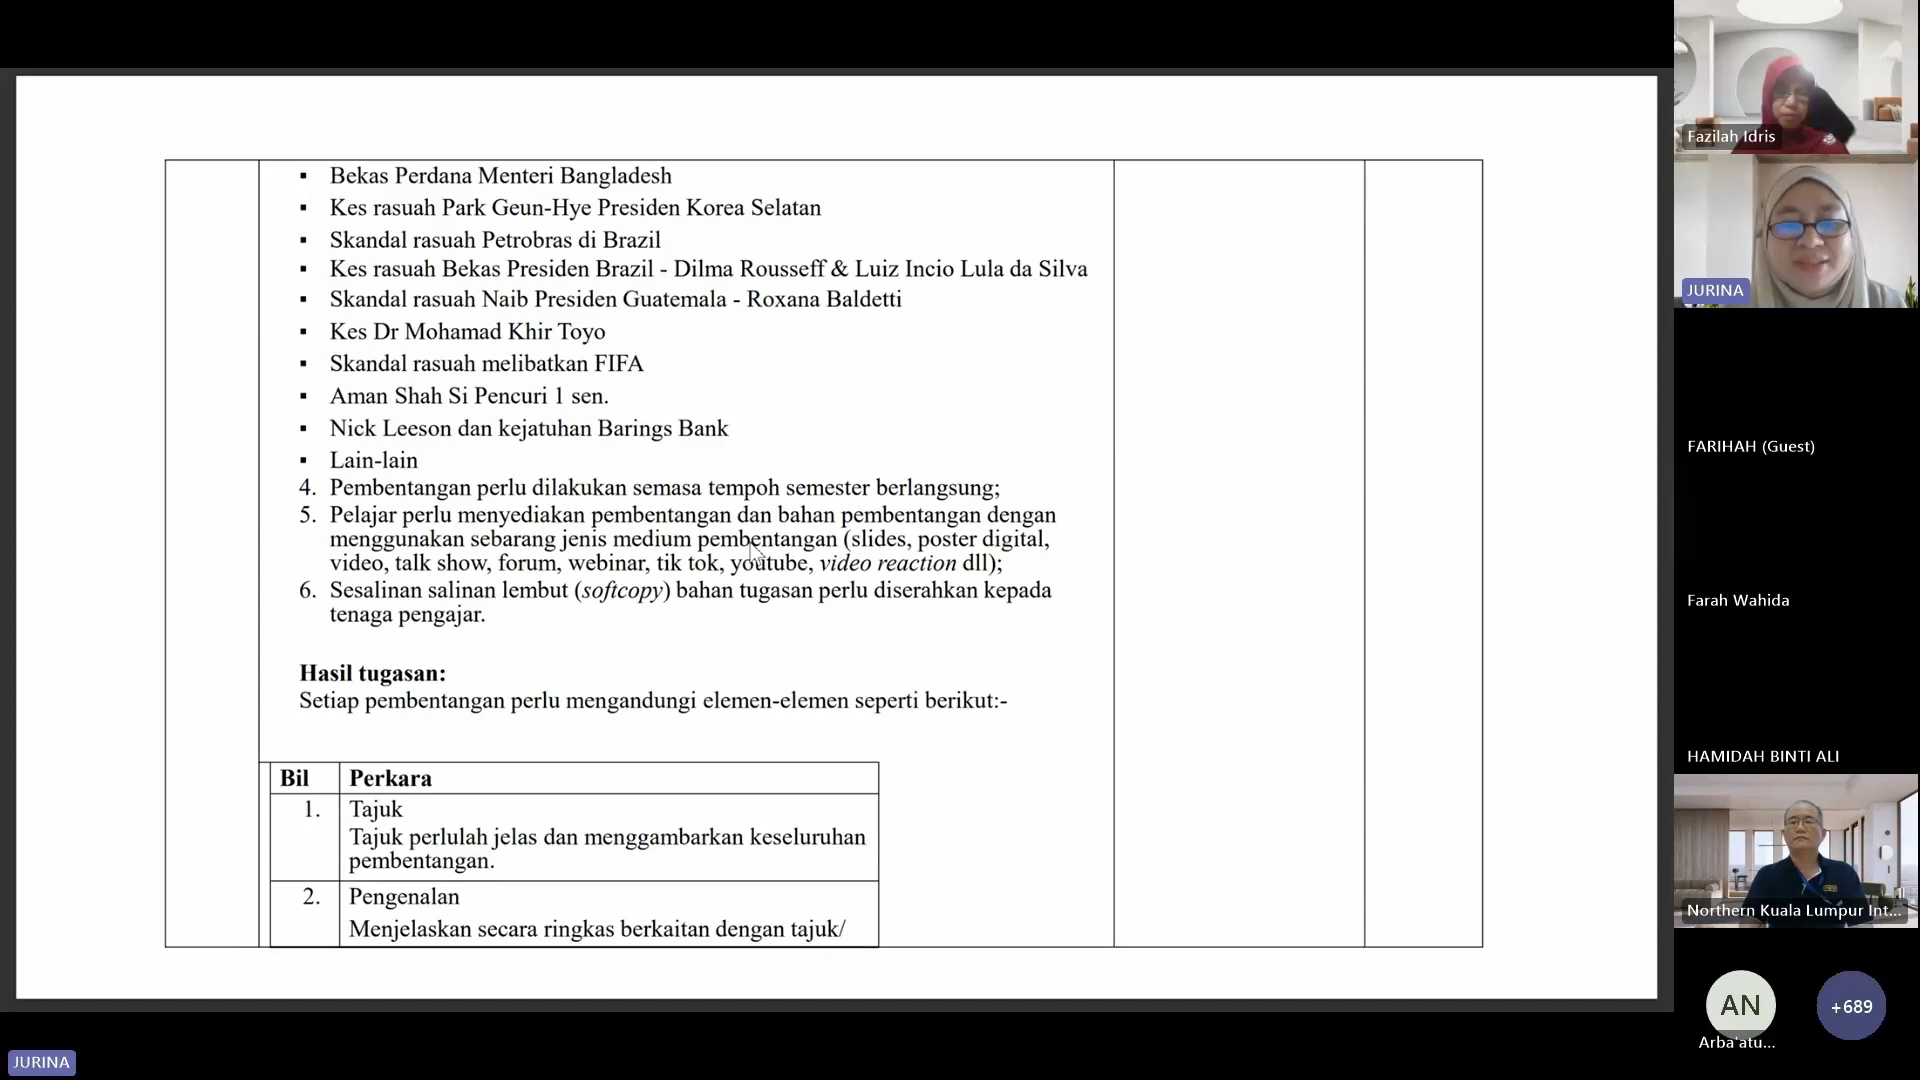 ▪ Bekas Perdana Menteri Bangladesh
▪ Kes rasuah Park Geun-Hye Presiden Korea Selatan
▪ Skandal rasuah Petrobras di Brazil
▪ Kes rasuah Bekas Presiden Brazil - Dilma Rousseff & Luiz Incio Lula da Silva
▪ Skandal rasuah Naib Presiden Guatemala - Roxana Baldetti
▪ Kes Dr Mohamad Khir Toyo
▪ Skandal rasuah melibatkan FIFA
▪ Aman Shah Si Pencuri 1 sen.
▪ Nick Leeson dan kejatuhan Barings Bank
▪ Lain-lain
4. Pembentangan perlu dilakukan semasa tempoh semester berlangsung;
5. Pelajar perlu menyediakan pembentangan dan bahan pembentangan dengan
menggunakan sebarang jenis medium pembentangan (slides, poster digital,
video, talk show, forum, webinar, tik tok, youtube, video reaction dll);
6. Sesalinan salinan lembut (softcopy) bahan tugasan perlu diserahkan kepada
tenaga pengajar.
Hasil tugasan:
Setiap pembentangan perlu mengandungi elemen-elemen seperti berikut:-
Bil Perkara
1. Tajuk
Tajuk perlulah jelas dan menggambarkan keseluruhan
pembentangan.
2. Pengenalan
Menjelaskan secara ringkas berkaitan dengan tajuk/
JURINA
Fazilah Idris
JURINA
FARIHAH (Guest)
Farah Wahida
HAMIDAH BINTI ALI
Northern Kuala Lumpur Int...
AN
Arba'atu...
+689